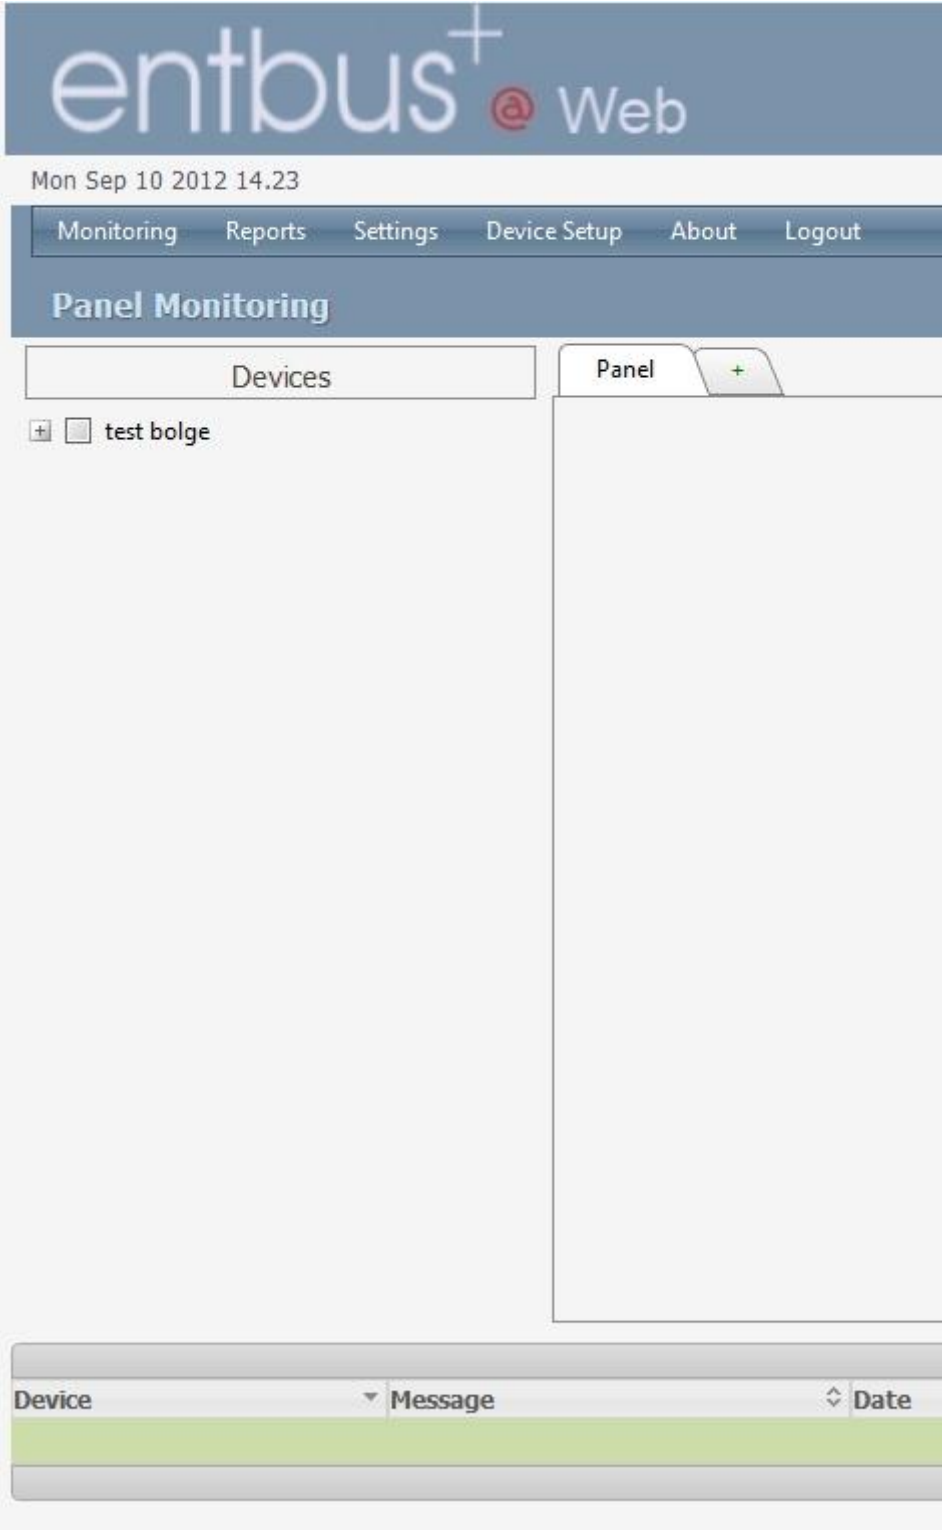 entbus+ @ Web
Mon Sep 10 2012 14.23
Monitoring Reports Settings Device Setup About Logout
Panel Monitoring
Devices
Panel +
test bolge
Device Message Date